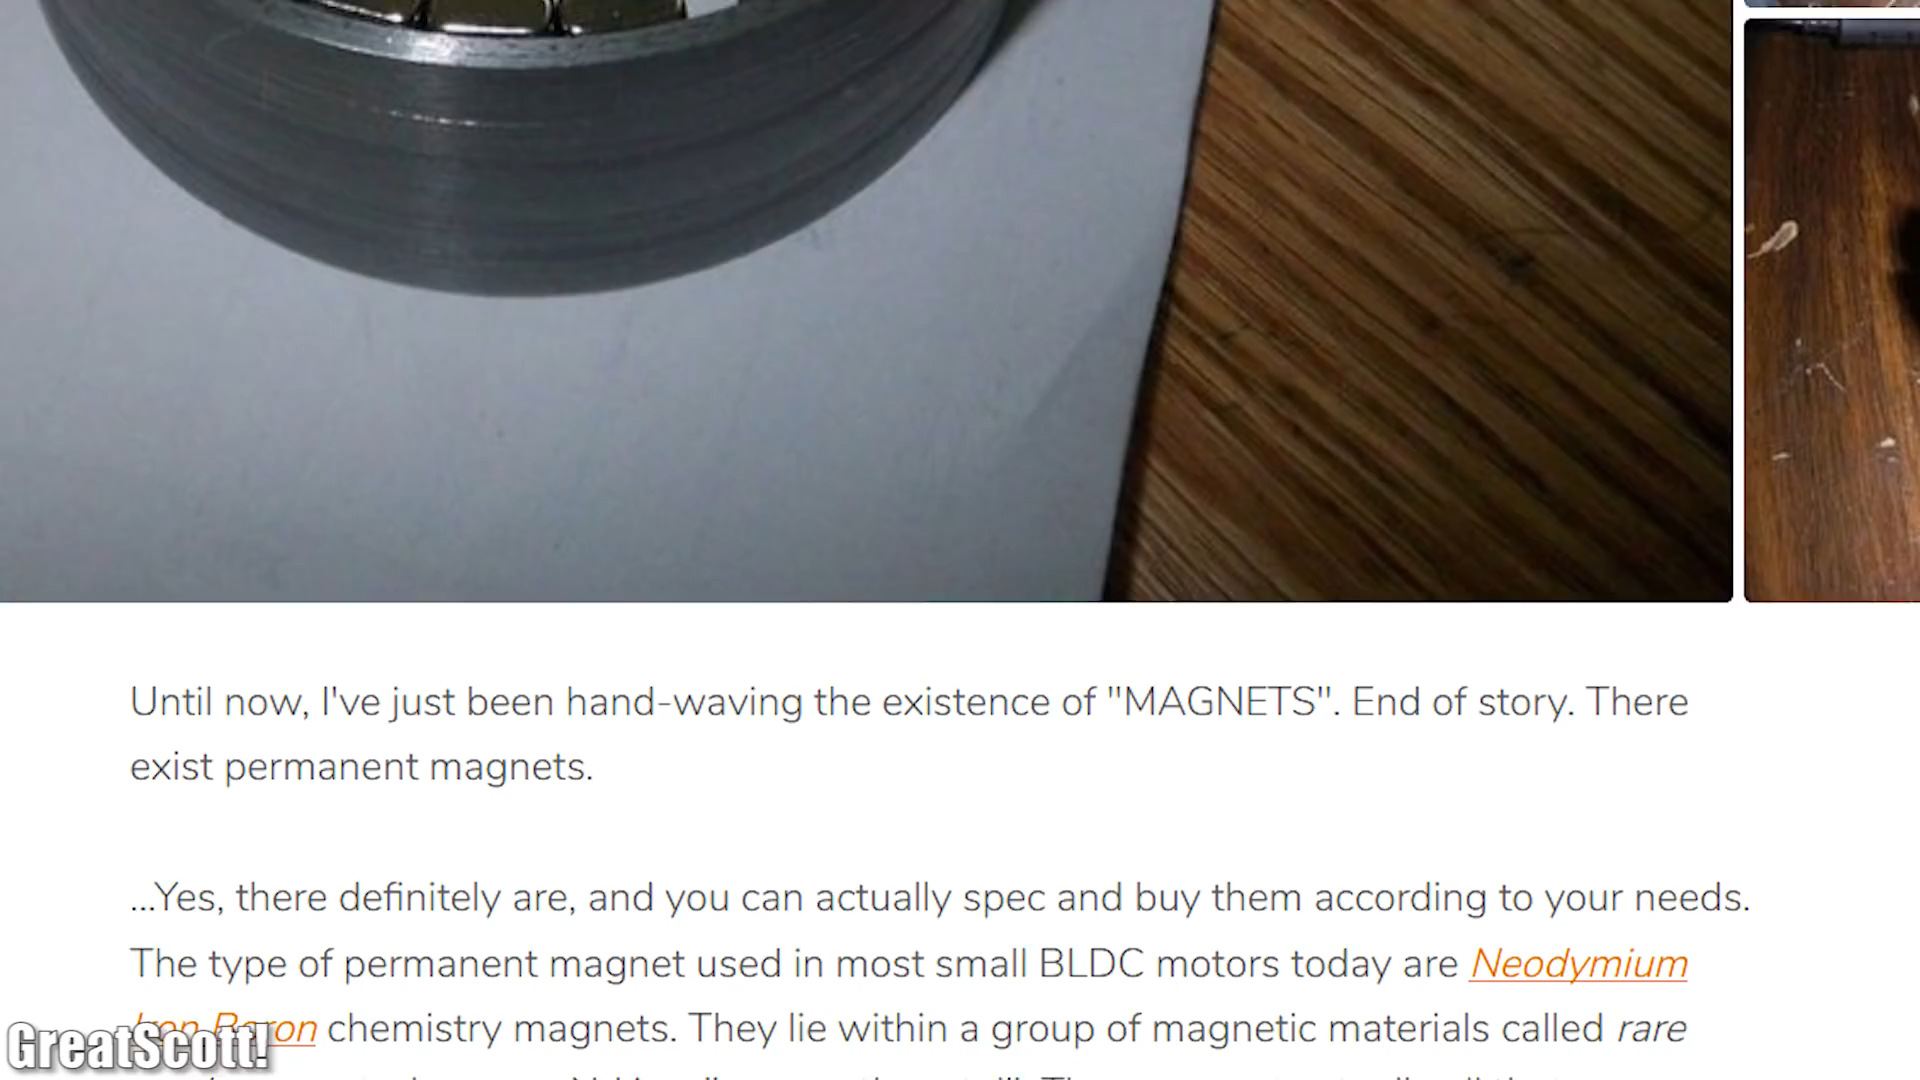 Until now, I've just been hand-waving the existence of "MAGNETS". End of story. There
exist permanent magnets.
...Yes, there definitely are, and you can actually spec and buy them according to your needs.
The type of permanent magnet used in most small BLDC motors today are Neodymium
Iron Boron chemistry magnets. They lie within a group of magnetic materials called rare
GreatScott!